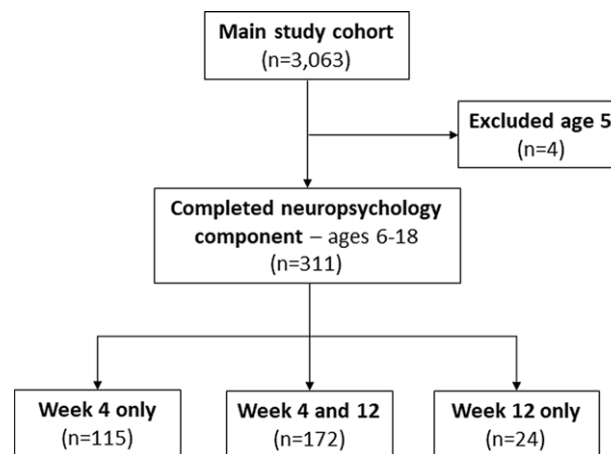 Main study cohort
(n=3,063)
Excluded age 5
(n=4)
Completed neuropsychology
component – ages 6-18
(n=311)
Week 4 only
(n=115)
Week 4 and 12
(n=172)
Week 12 only
(n=24)